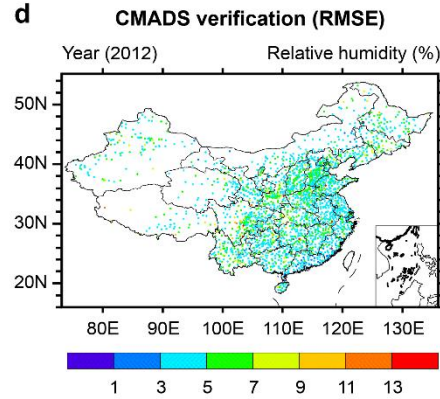 d CMADS verification (RMSE)
Year (2012) Relative humidity (%)
50N
40N
30N
20N
80E 90E 100E 110E 120E 130E
1 3 5 7 9 11 13